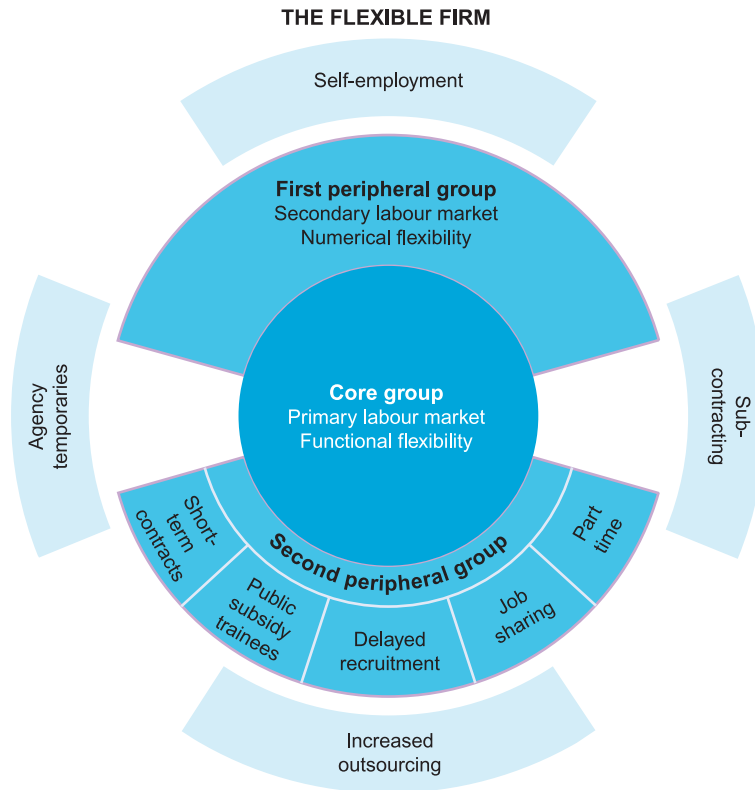 THE FLEXIBLE FIRM
Self-employment
First peripheral group
Secondary labour market
Numerical flexibility
Agency
temporaries
Core group
Primary labour market
Functional flexibility
Sub-
contracting
Short-
term
contracts
Second peripheral group
Part
time
Public
subsidy
trainees
Delayed
recruitment
Job
sharing
Increased
outsourcing